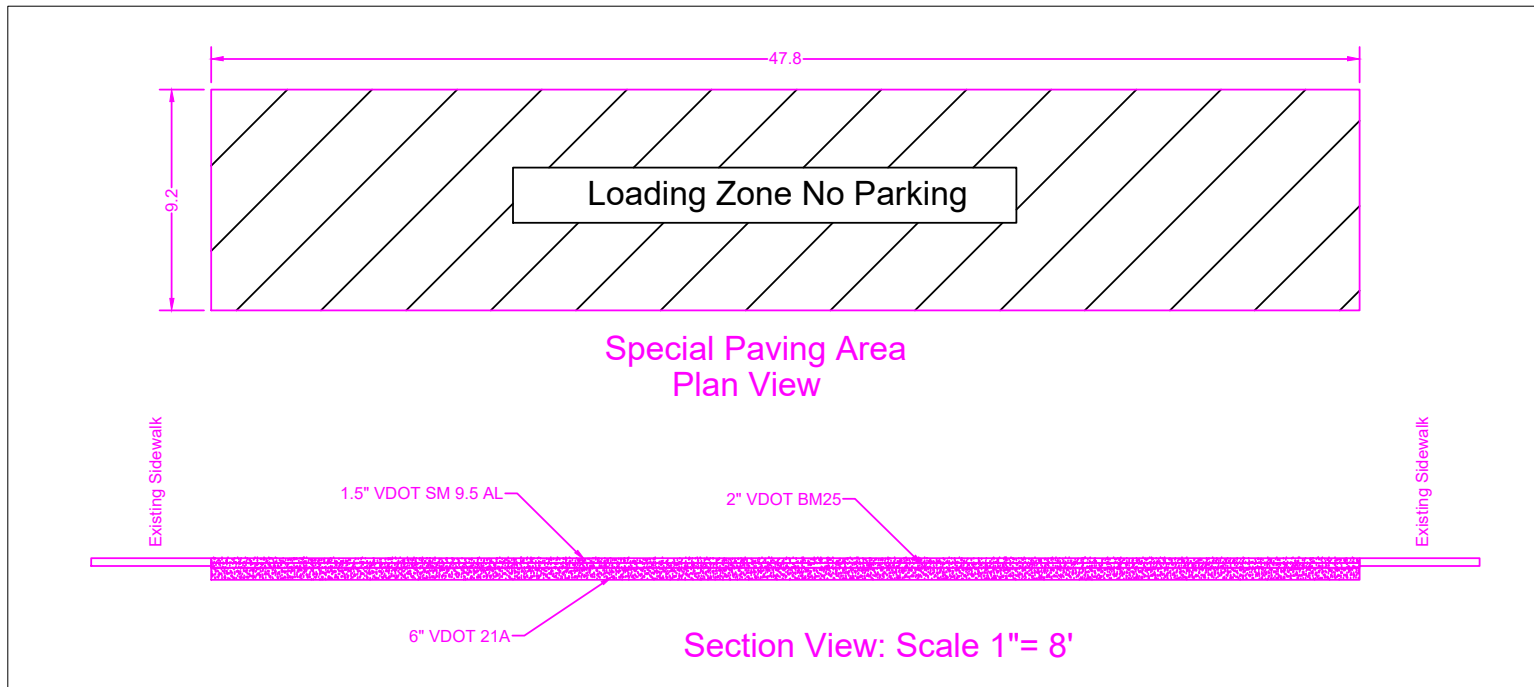 47.8
9.2
Loading Zone No Parking
Special Paving Area
Plan View
Existing Sidewalk
1.5" VDOT SM 9.5 AL
2" VDOT BM25
Existing Sidewalk
6" VDOT 21A
Section View: Scale 1"= 8'